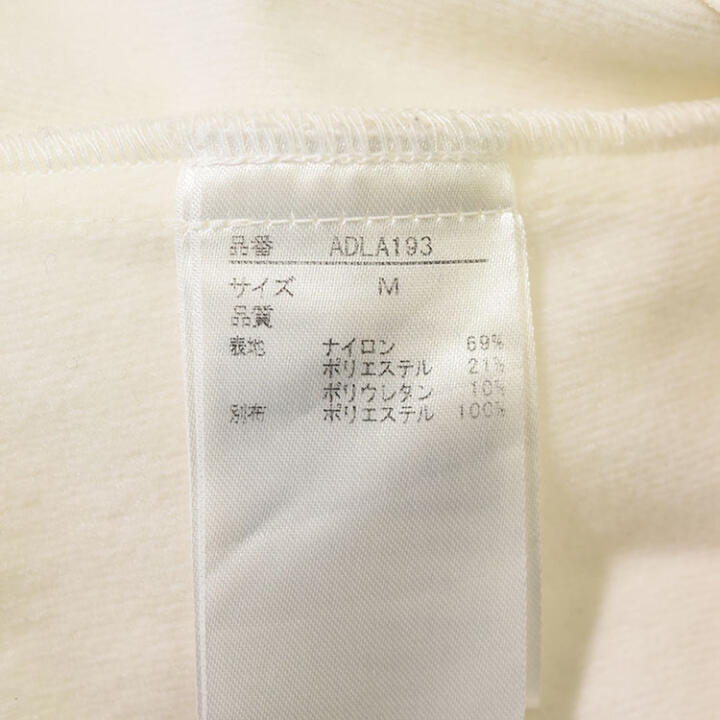 品番 ADLA193
サイズ M
品質
表地 ナイロン 69%
ポリエステル 21%
ポリウレタン 10%
別布 ポリエステル 100%